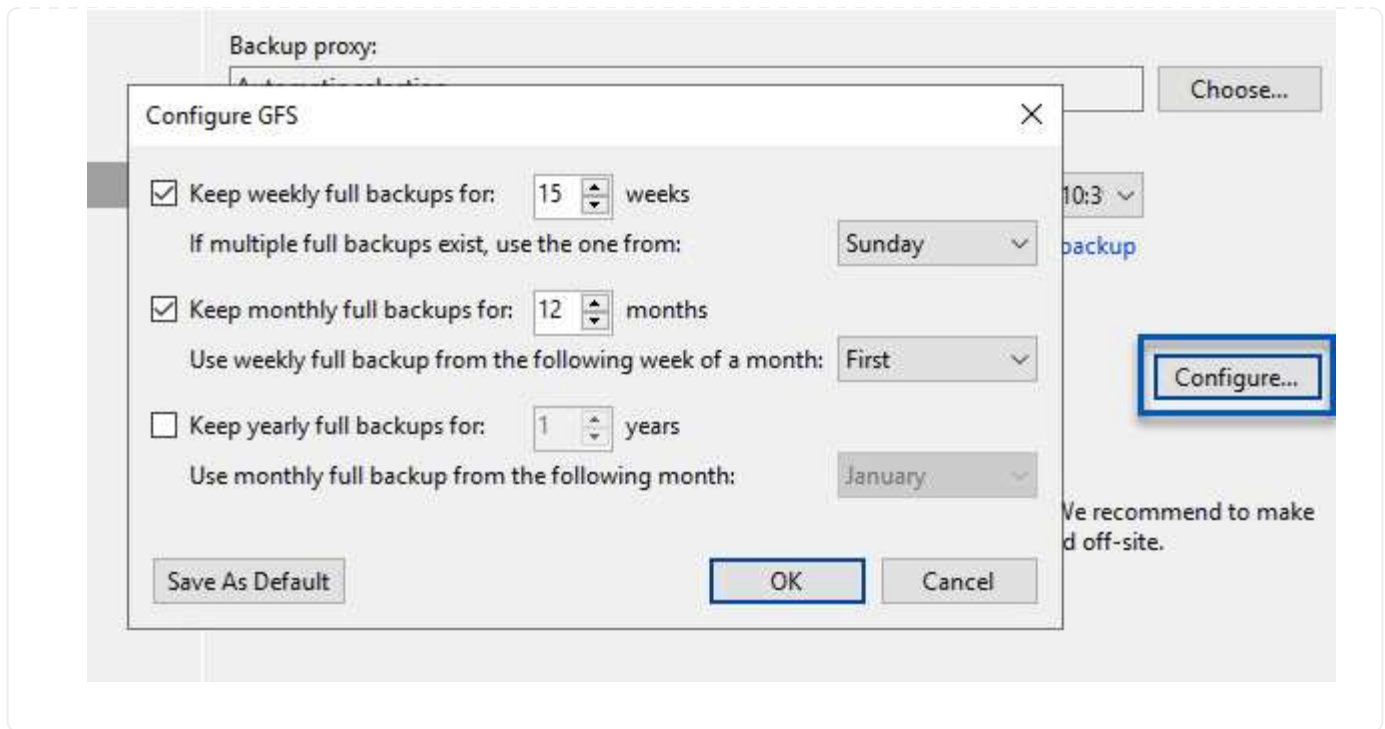 Backup proxy:
Choose...
Configure GFS
Keep weekly full backups for: 15 weeks
10:3
If multiple full backups exist, use the one from: Sunday
backup
Keep monthly full backups for: 12 months
Use weekly full backup from the following week of a month: First
Configure...
Keep yearly full backups for: 1 years
Use monthly full backup from the following month: January
We recommend to make
d off-site.
Save As Default OK Cancel